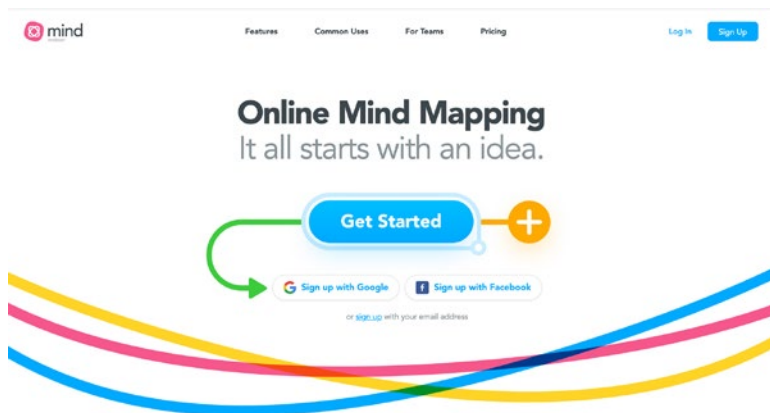 mind
Features Common Uses For Teams Pricing Log In Sign Up
Online Mind Mapping
It all starts with an idea.
Get Started
Sign up with Google Sign up with Facebook
or sign up with your email address